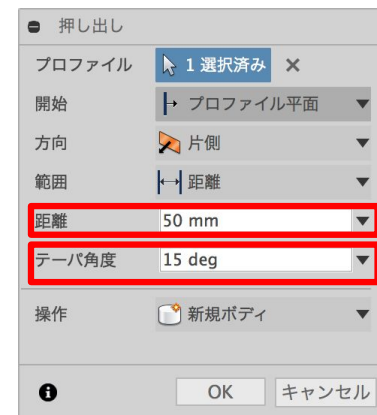 押し出し
プロファイル 1 選択済み
開始 プロファイル平面
方向 片側
範囲 距離
距離 50 mm
テーパ角度 15 deg
操作 新規ボディ
OK キャンセル